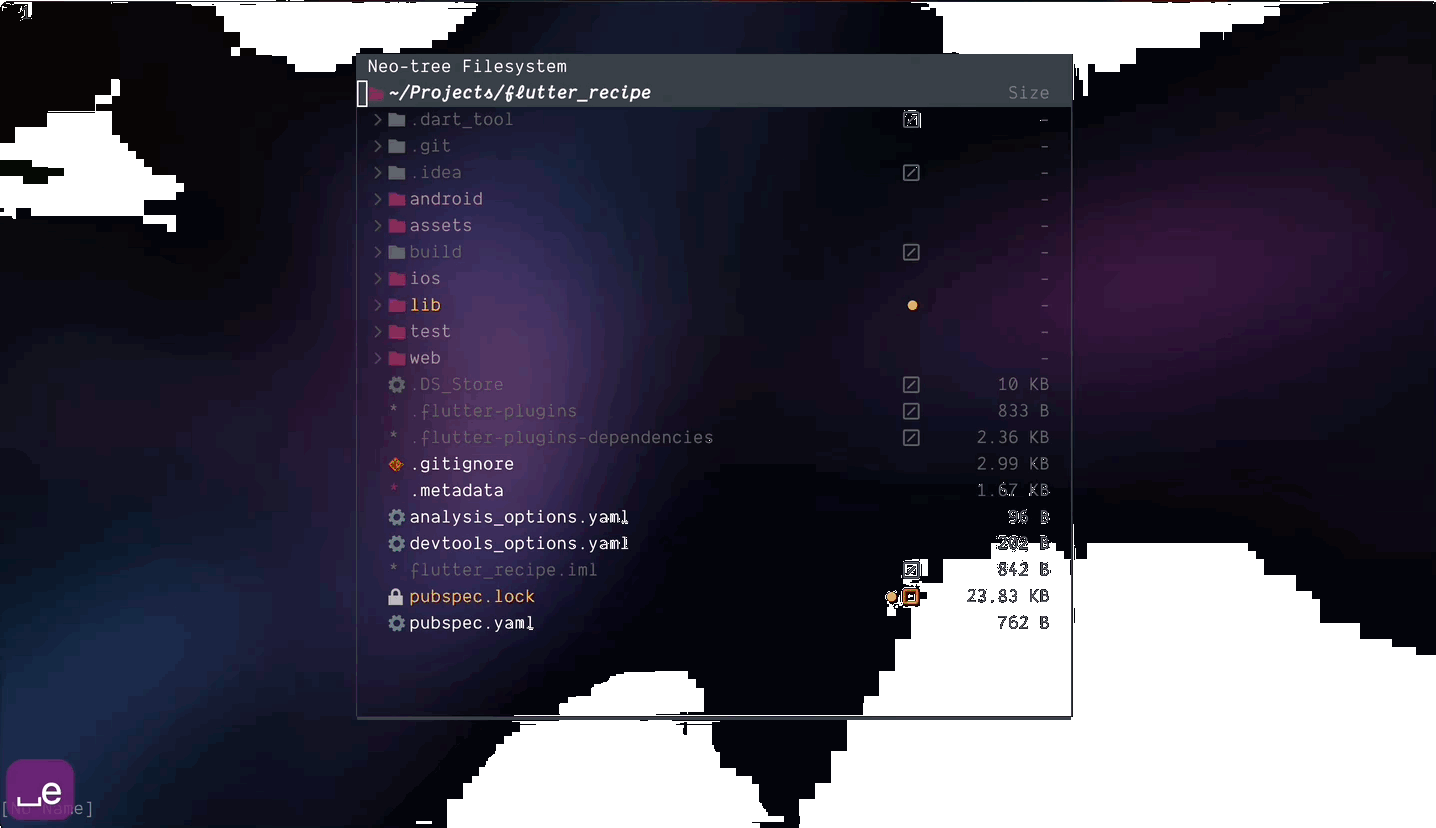 Neo-tree Filesystem
~/Projects/flutter_recipe Size
.dart_tool -
.git -
.idea -
android -
assets -
build -
ios -
lib -
test -
web -
.DS_Store 10 KB
* .flutter-plugins 833 B
* .flutter-plugins-dependencies 2.36 KB
.gitignore 2.99 KB
* .metadata 1.67 KB
analysis_options.yaml 96 B
devtools_options.yaml 202 B
* flutter_recipe.iml 842 B
pubspec.lock 23.83 KB
pubspec.yaml 762 B
␣e
[No Name]